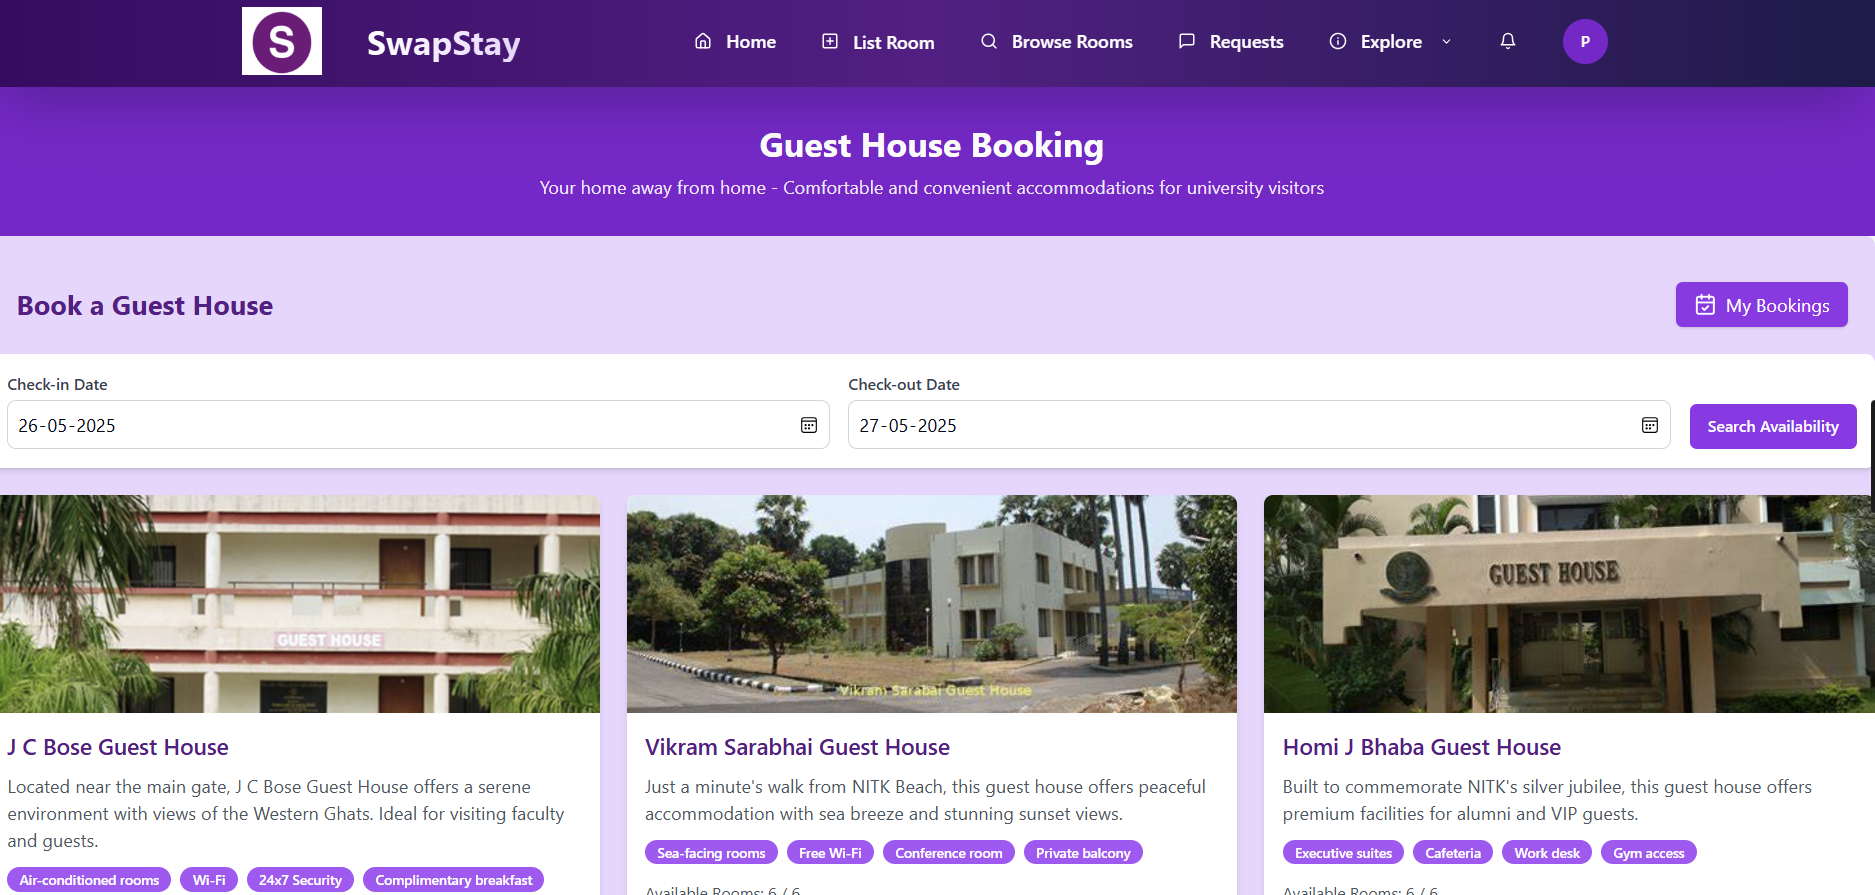 S
SwapStay
Home
List Room
Browse Rooms
Requests
Explore
P
Guest House Booking
Your home away from home - Comfortable and convenient accommodations for university visitors
Book a Guest House
My Bookings
Check-in Date
Check-out Date
26-05-2025
27-05-2025
Search Availability
GUEST HOUSE
Vikram Sarabai Guest House
GUEST HOUSE
J C Bose Guest House
Located near the main gate, J C Bose Guest House offers a serene
environment with views of the Western Ghats. Ideal for visiting faculty
and guests.
Air-conditioned rooms
Wi-Fi
24x7 Security
Complimentary breakfast
Vikram Sarabhai Guest House
Just a minute's walk from NITK Beach, this guest house offers peaceful
accommodation with sea breeze and stunning sunset views.
Sea-facing rooms
Free Wi-Fi
Conference room
Private balcony
Available Rooms: 6 / 6
Homi J Bhaba Guest House
Built to commemorate NITK's silver jubilee, this guest house offers
premium facilities for alumni and VIP guests.
Executive suites
Cafeteria
Work desk
Gym access
Available Rooms: 6 / 6